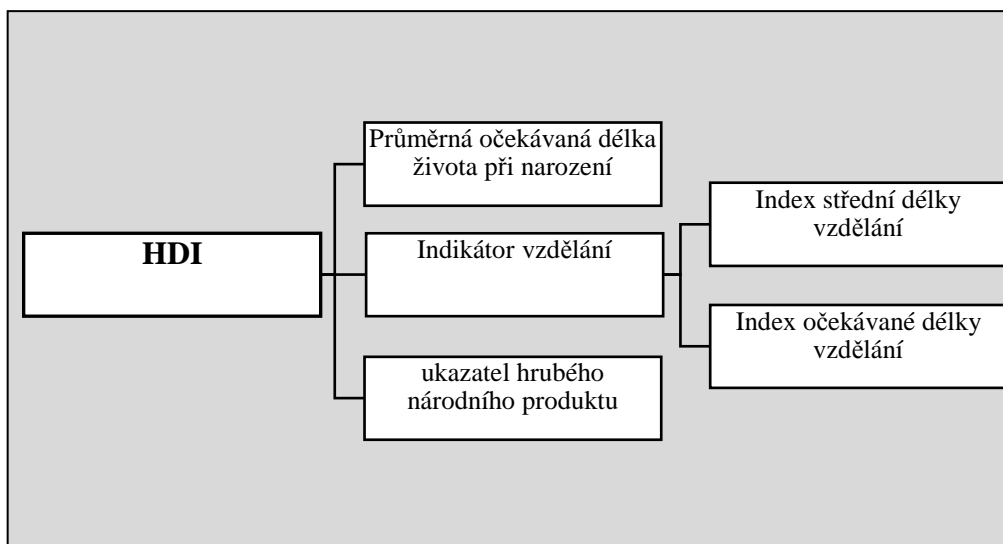 HDI
Průměrná očekávaná délka
života při narození
Indikátor vzdělání
ukazatel hrubého
národního produktu
Index střední délky
vzdělání
Index očekávané délky
vzdělání